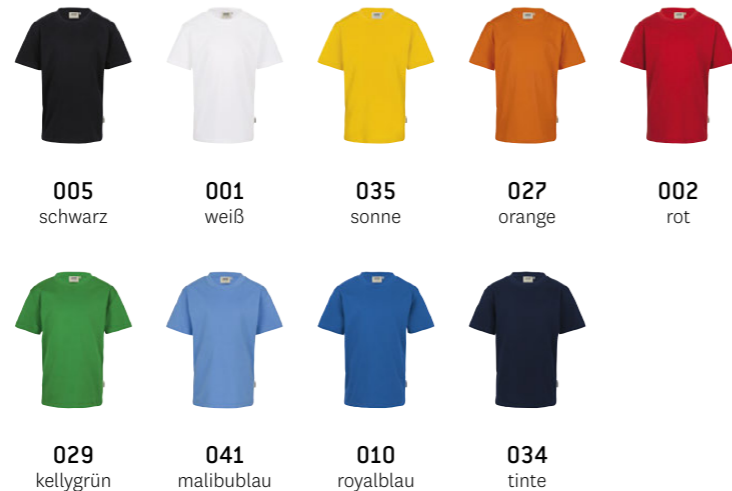 005 001 035 027 002
schwarz weiß sonne orange rot
029 041 010 034
kellygrün malibublau royalblau tinte